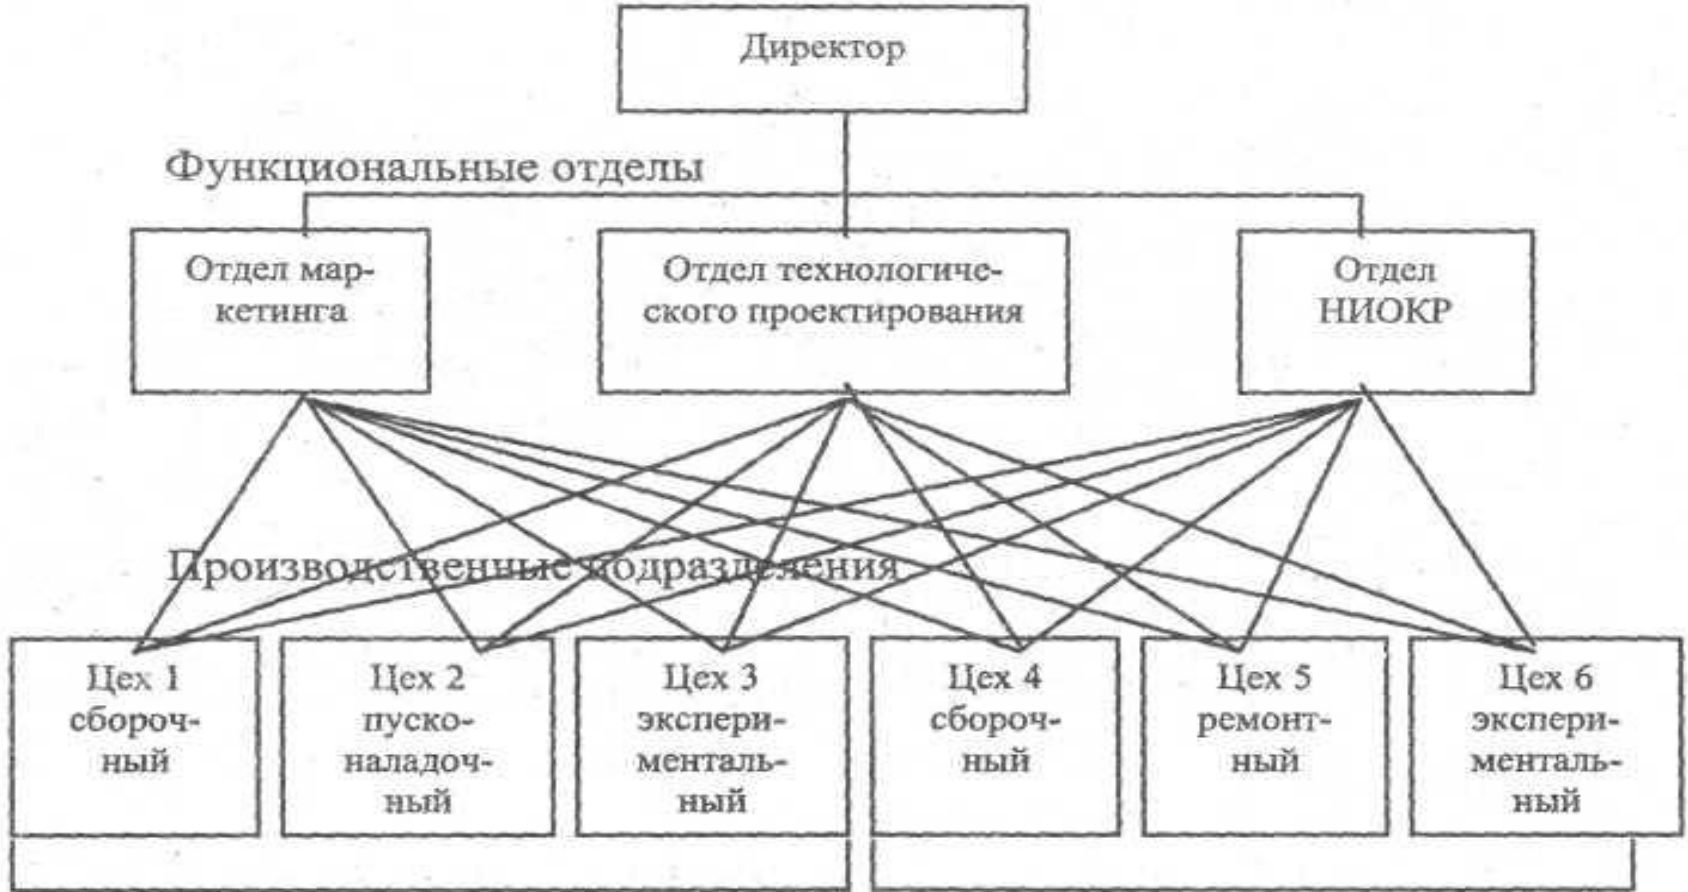 Директор
Функциональные отделы
Отдел мар-
кетинга
Отдел технологиче-
ского проектирования
Отдел
НИОКР
Производственные подразделения
Цех 1
сбороч-
ный
Цех 2
пуско-
наладоч-
ный
Цех 3
экспери-
менталь-
ный
Цех 4
сбороч-
ный
Цех 5
ремонт-
ный
Цех 6
экспери-
менталь-
ный